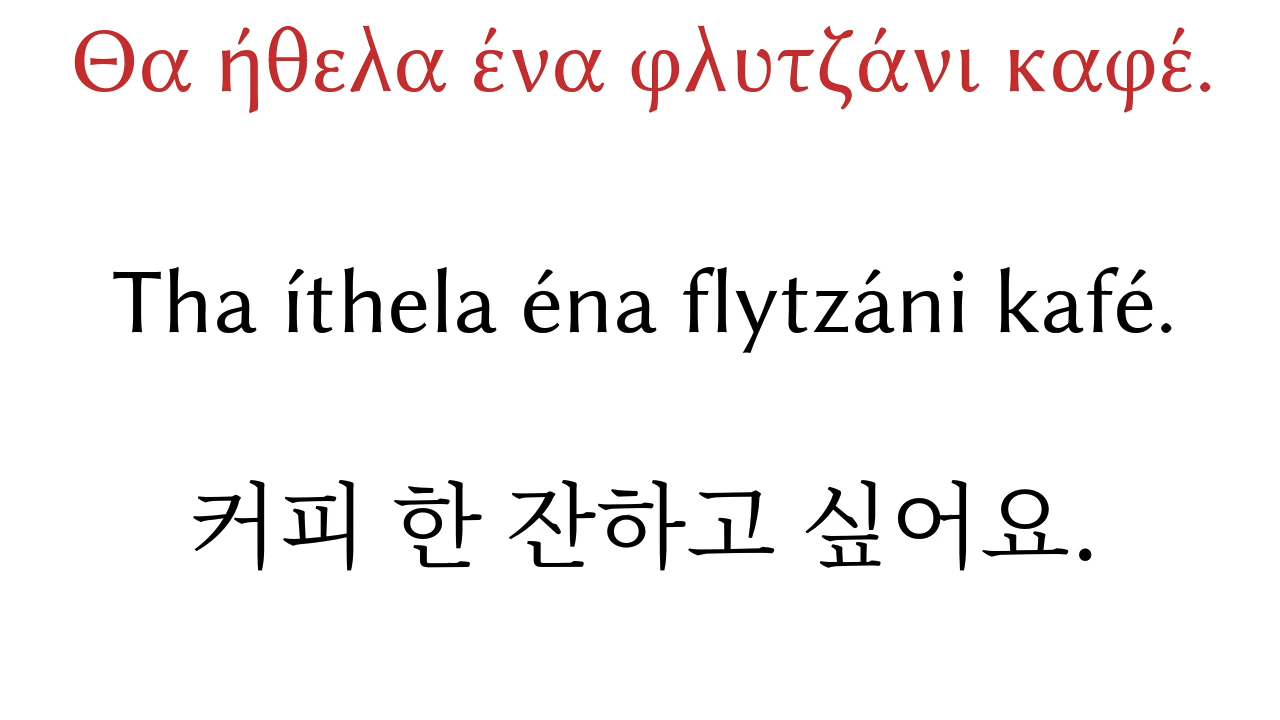 Θα ήθελα ένα φλυτζάνι καφέ.
Tha íthela éna flytzáni kafé.
커피 한 잔하고 싶어요.